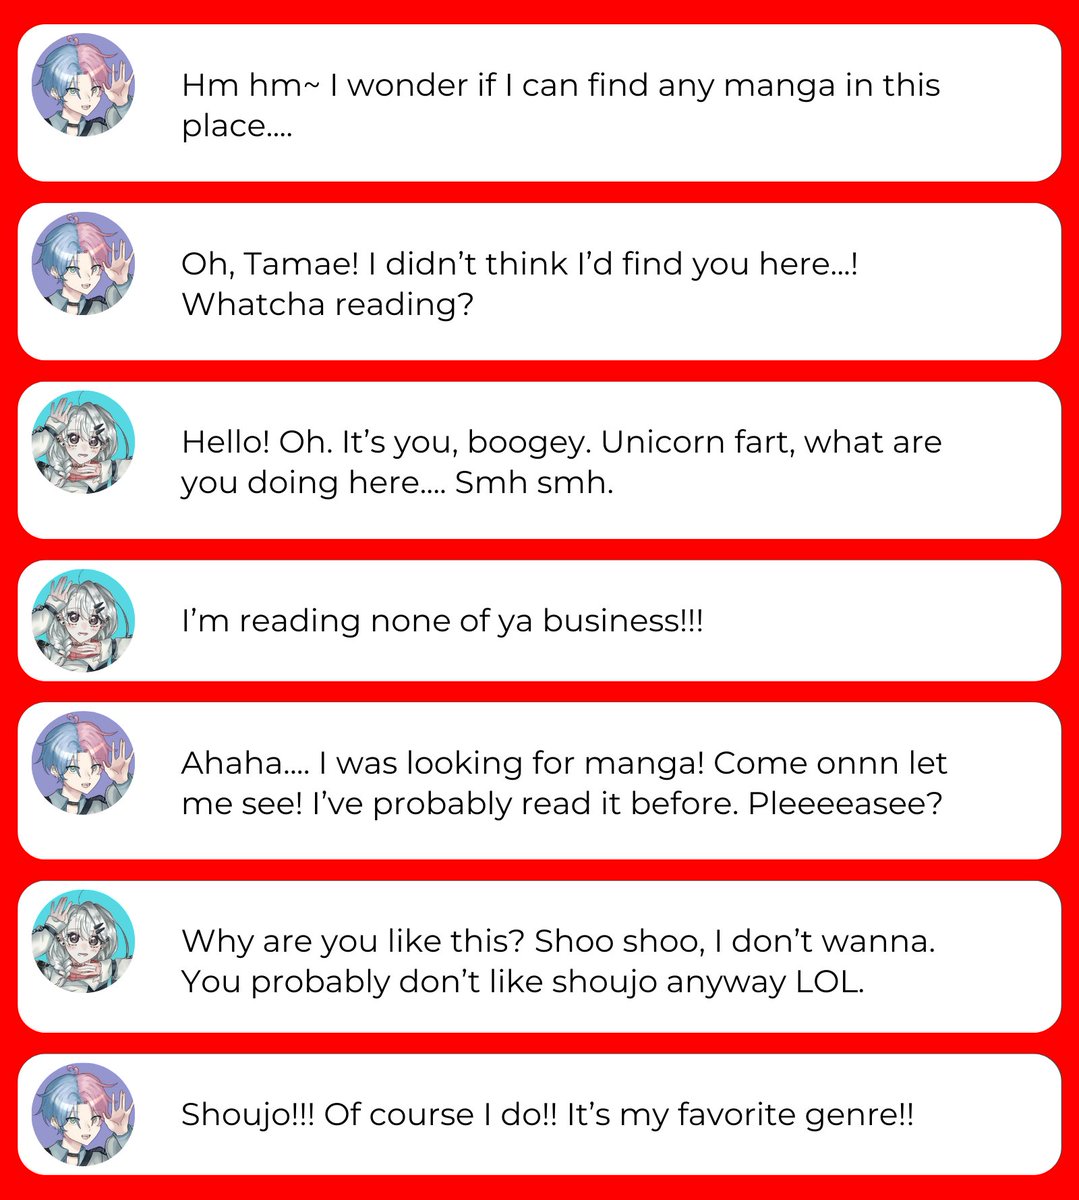 Hm hm~ I wonder if I can find any manga in this
place....
Oh, Tamae! I didn’t think I’d find you here...!
Whatcha reading?
Hello! Oh. It’s you, boogey. Unicorn fart, what are
you doing here.... Smh smh.
I’m reading none of ya business!!!
Ahaha.... I was looking for manga! Come onnn let
me see! I’ve probably read it before. Pleeeeasee?
Why are you like this? Shoo shoo, I don’t wanna.
You probably don’t like shoujo anyway LOL.
Shoujo!!! Of course I do!! It’s my favorite genre!!